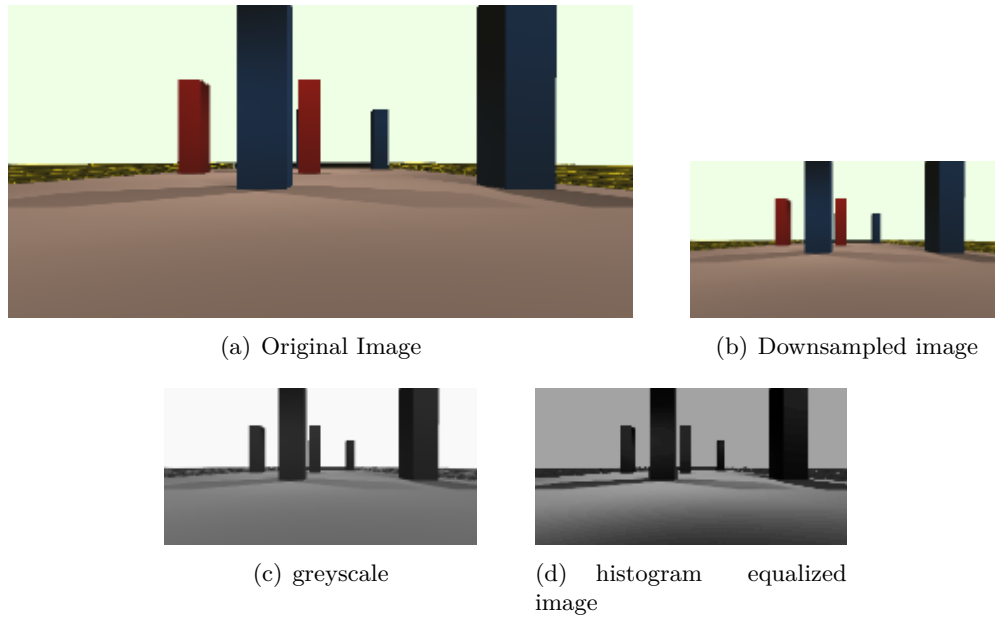 (a) Original Image
(b) Downsampled image
(c) greyscale
(d) histogram equalized
image